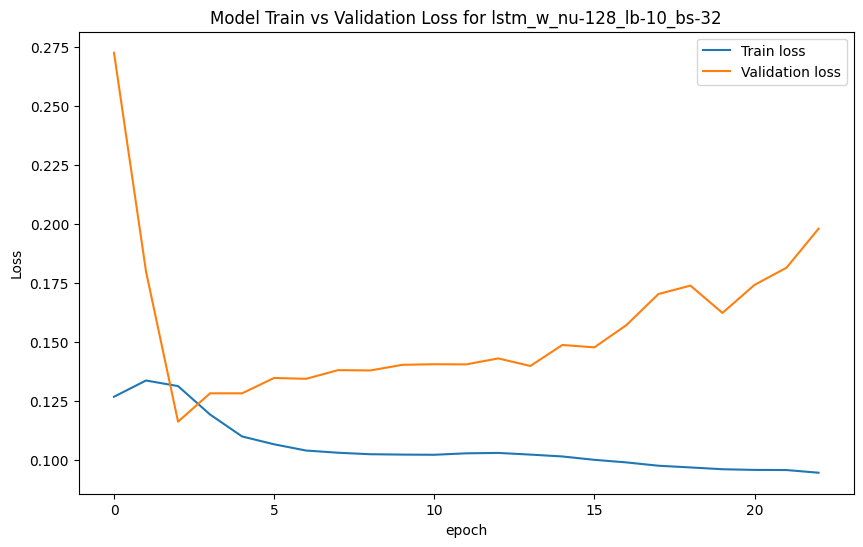 Model Train vs Validation Loss for lstm_w_nu-128_lb-10_bs-32
Train loss
Validation loss
0.275
0.250
0.225
0.200
0.175
0.150
0.125
0.100
Loss
0
5
10
15
20
epoch